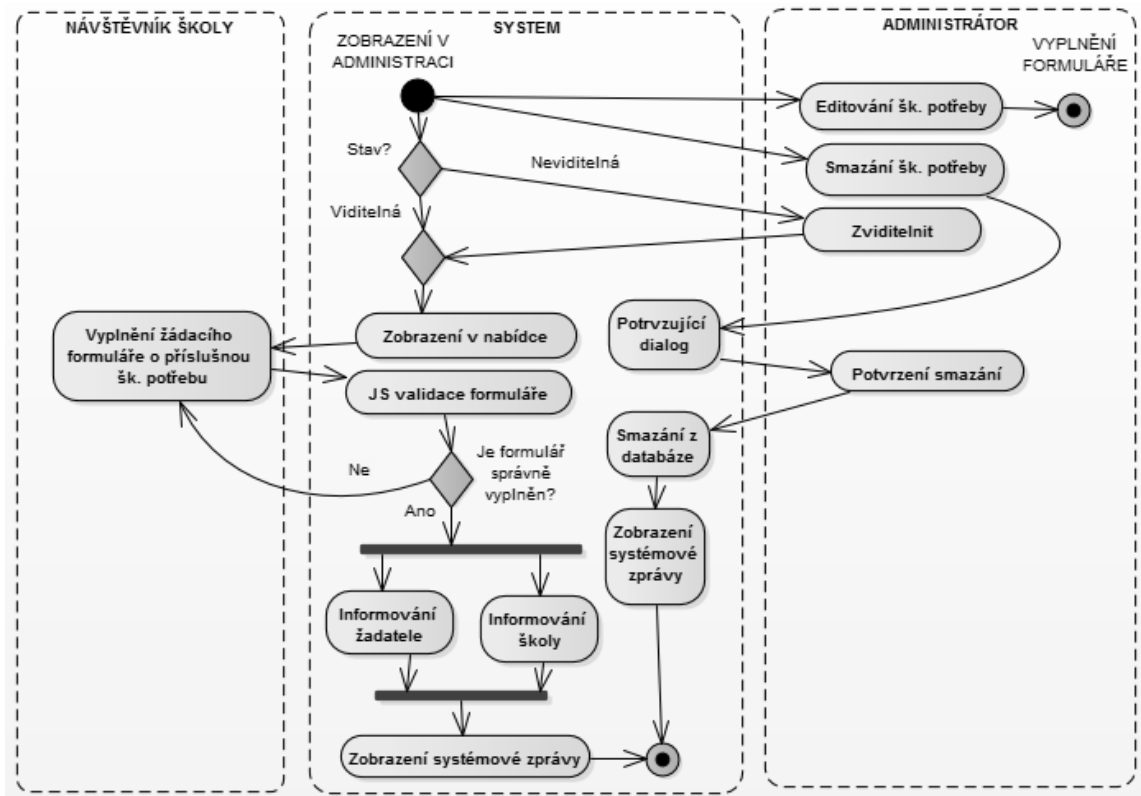 NÁVŠTĚVNÍK ŠKOLY
SYSTEM
ADMINISTRÁTOR
ZOBRAZENÍ V
ADMINISTRACI
VYPLNĚNÍ
FORMULÁŘE
Editování šk. potřeby
Stav?
Neviditelná
Smazání šk. potřeby
Viditelná
Zviditelnit
Vyplnění žádacího
formuláře o příslušnou
šk. potřebu
Zobrazení v nabídce
Potrvzující
dialog
JS validace formuláře
Potvrzení smazání
Smazání z
databáze
Ne
Je formulář
správně
vyplněn?
Ano
Zobrazení
systémové
zprávy
Informování
žadatele
Informování
školy
Zobrazení systémové zprávy